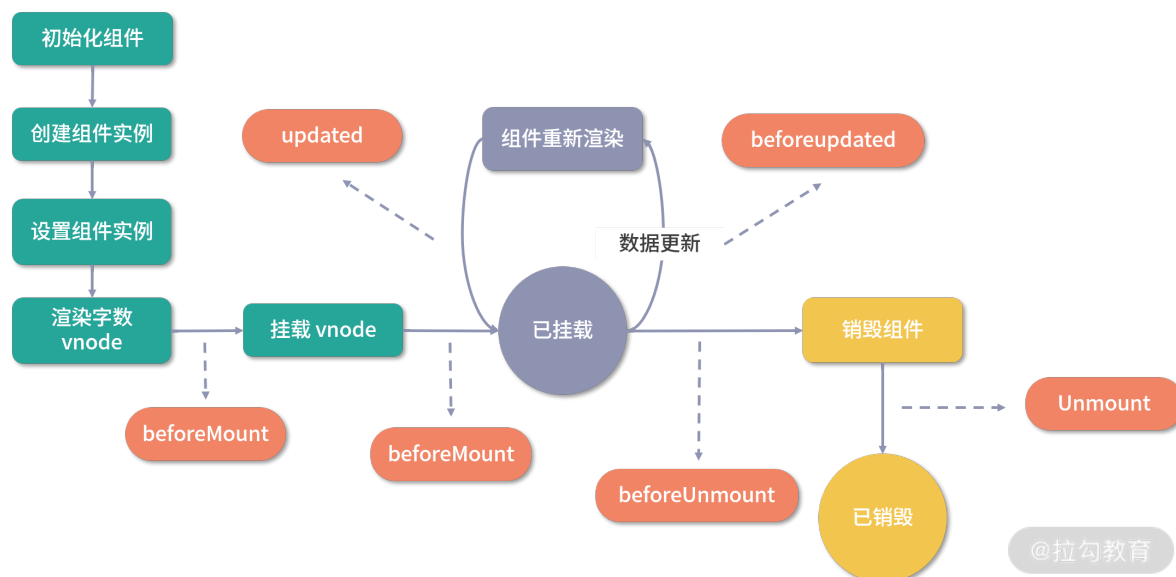 初始化组件
创建组件实例
设置组件实例
渲染字数
vnode
挂载 vnode
已挂载
组件重新渲染
数据更新
updated
beforeupdated
beforeMount
beforeMount
beforeUnmount
销毁组件
Unmount
已销毁
@拉勾教育